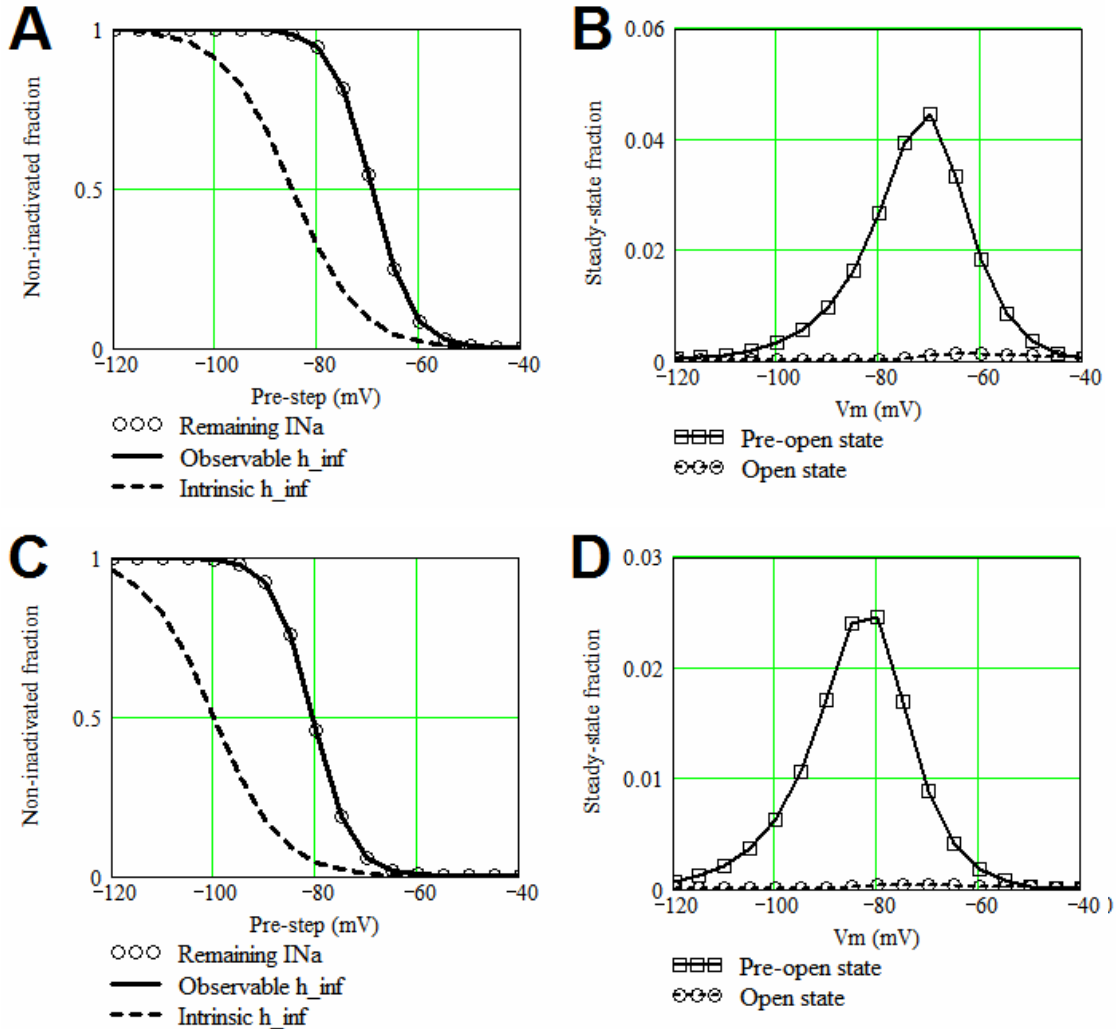 A
Non-inactivated fraction
1
0.5
0
−120
−100
−80
−60
−40
Pre-step (mV)
Remaining INa
Observable h_inf
Intrinsic h_inf
B
Steady-state fraction
0.06
0.04
0.02
0
−120
−100
−80
−60
−40
Vm (mV)
Pre-open state
Open state
C
Non-inactivated fraction
1
0.5
0
−120
−100
−80
−60
−40
Pre-step (mV)
Remaining INa
Observable h_inf
Intrinsic h_inf
D
Steady-state fraction
0.03
0.02
0.01
0
−120
−100
−80
−60
−40 )
Vm (mV)
Pre-open state
Open state